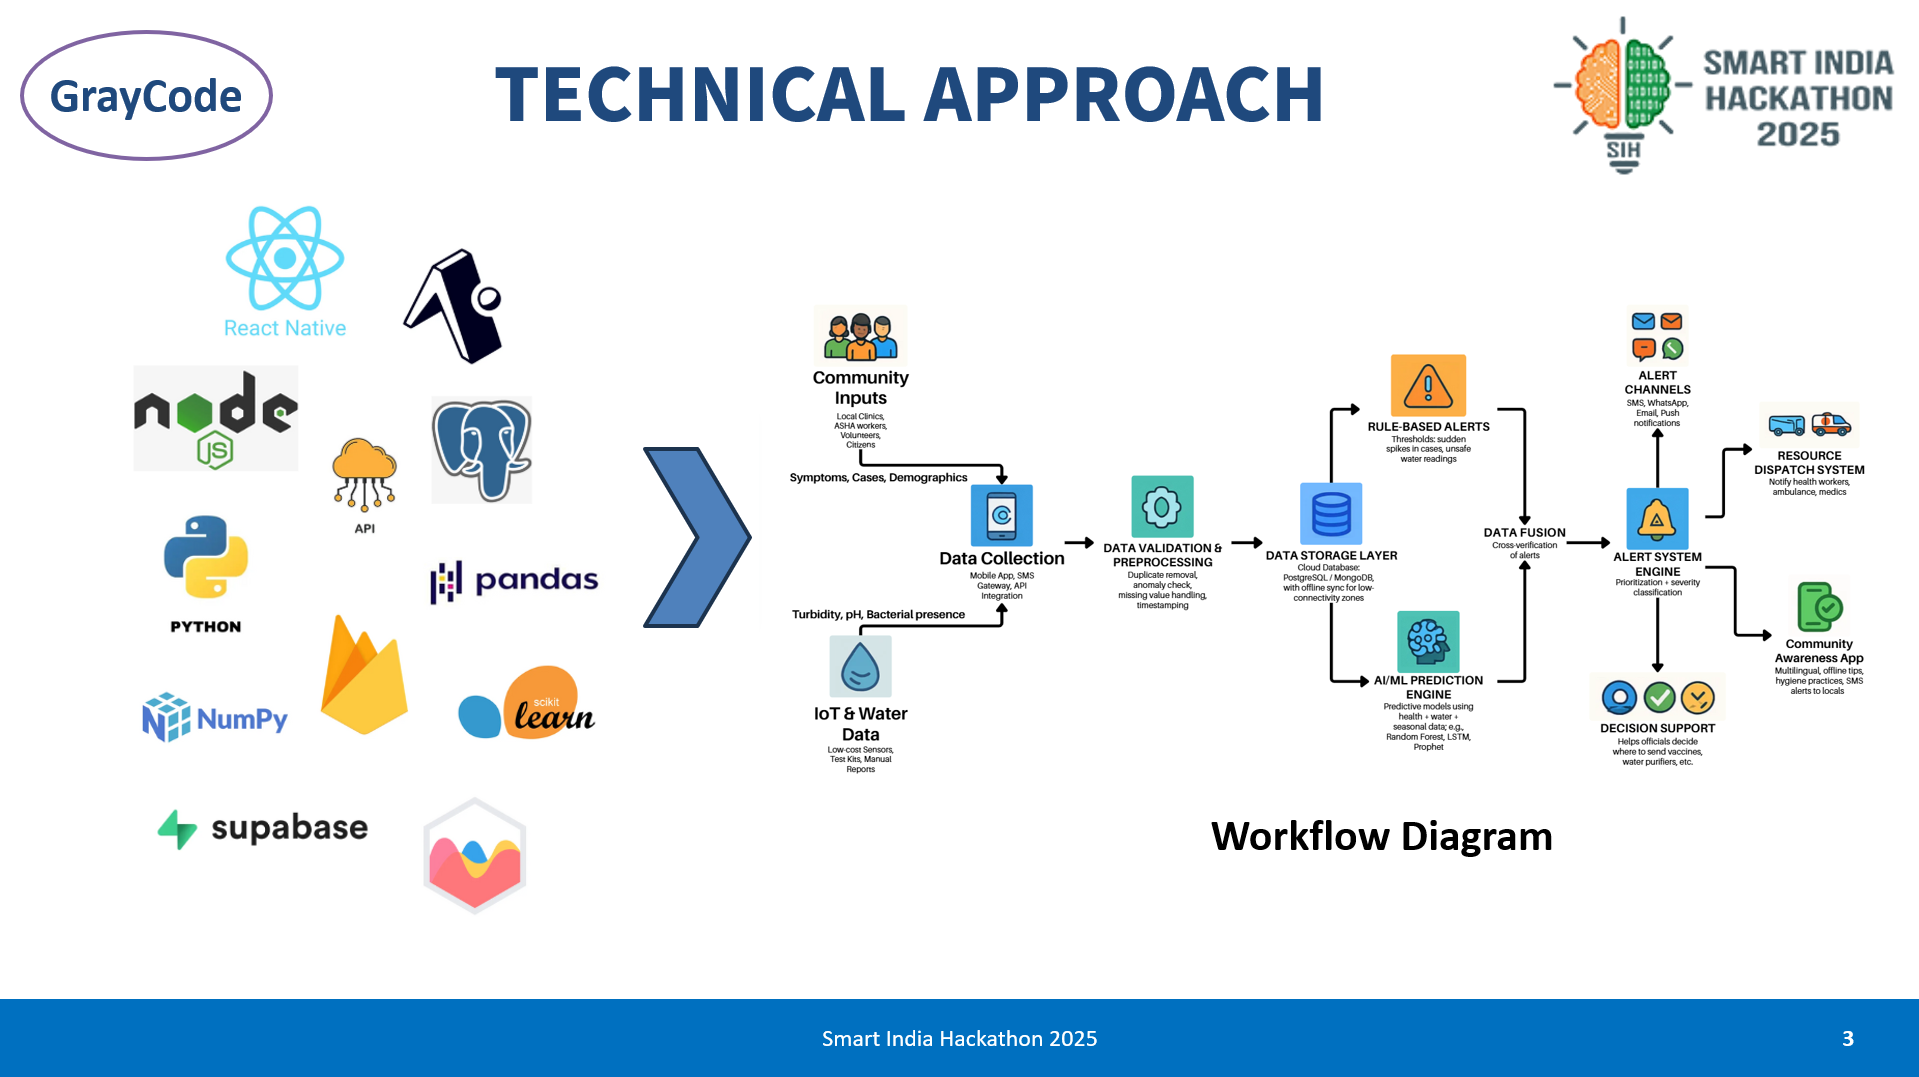 GrayCode
TECHNICAL APPROACH
SMART INDIA
HACKATHON
2025
SIH
React Native
node
JS
API
PYTHON
pandas
NumPy
scikit
learn
supabase
Community
Inputs
Local Clinics,
ASHA workers,
Volunteers,
Citizens
Symptoms, Cases, Demographics
Data Collection
Mobile App, SMS
Gateway, API
Integration
Turbidity, pH, Bacterial presence
IoT & Water
Data
Low-cost Sensors,
Test Kits, Manual
Reports
DATA VALIDATION &
PREPROCESSING
Duplicate removal,
anomaly check,
missing value handling,
timestamping
DATA STORAGE LAYER
Cloud Database:
PostgreSQL / MongoDB,
with offline sync for low-
connectivity zones
RULE-BASED ALERTS
Thresholds: sudden
spikes in cases, unsafe
water readings
AI/ML PREDICTION
ENGINE
Predictive models using
health + water +
seasonal data; e.g.,
Random Forest, LSTM,
Prophet
DATA FUSION
Cross-verification
of alerts
ALERT SYSTEM
ENGINE
Prioritization + severity
classification
ALERT
CHANNELS
SMS, WhatsApp,
Email, Push
notifications
RESOURCE
DISPATCH SYSTEM
Notify health workers,
ambulance, medics
Community
Awareness App
Multilingual, offline tips,
hygiene practices, SMS
alerts to locals
DECISION SUPPORT
Helps officials decide
where to send vaccines,
water purifiers, etc.
Workflow Diagram
Smart India Hackathon 2025
3